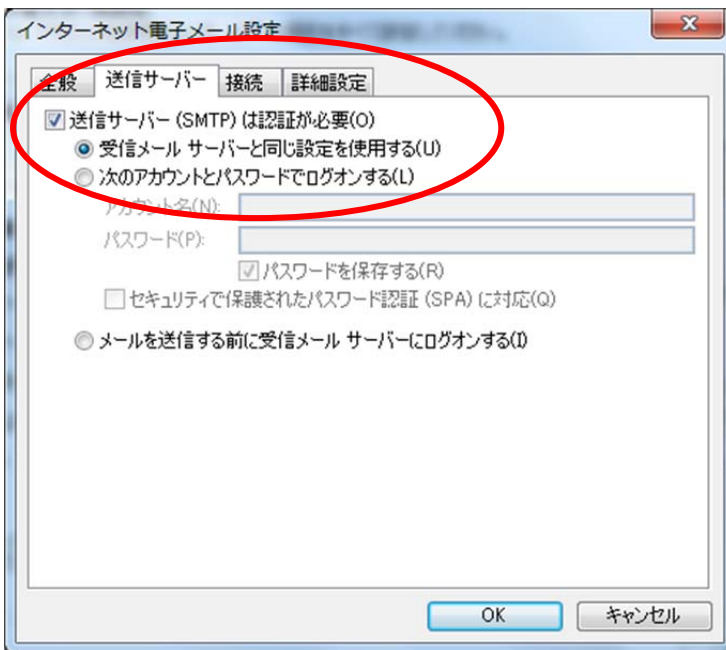 インターネット電子メール設定
全般 送信サーバー 接続 詳細設定
送信サーバー (SMTP) は認証が必要(O)
受信メール サーバーと同じ設定を使用する(U)
次のアカウントとパスワードでログオンする(L)
アカウント名(N):
パスワード(P):
パスワードを保存する(R)
セキュリティで保護されたパスワード認証 (SPA) に対応(Q)
メールを送信する前に受信メール サーバーにログオンする(I)
OK キャンセル